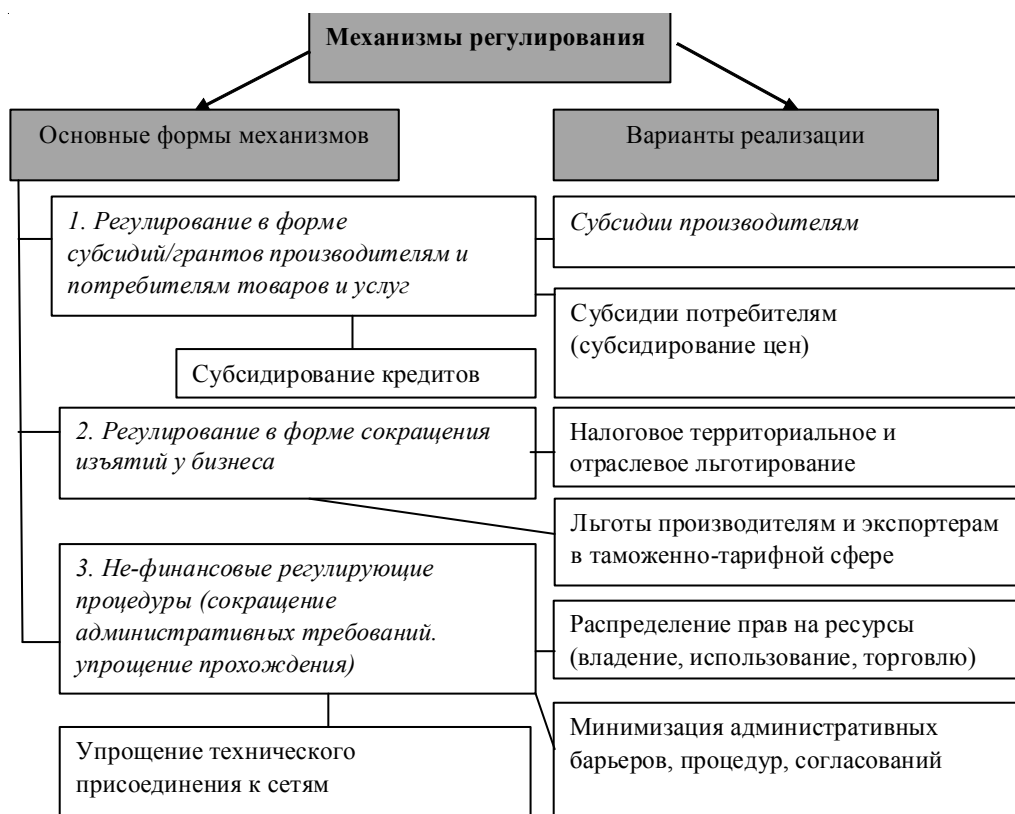 Механизмы регулирования
Основные формы механизмов
Варианты реализации
1. Регулирование в форме
субсидий/грантов производителям и
потребителям товаров и услуг
Субсидии производителям
Субсидии потребителям
(субсидирование цен)
Субсидирование кредитов
2. Регулирование в форме сокращения
изъятий у бизнеса
Налоговое территориальное и
отраслевое льготирование
Льготы производителям и экспортерам
в таможенно-тарифной сфере
3. Не-финансовые регулирующие
процедуры (сокращение
административных требований.
упрощение прохождения)
Распределение прав на ресурсы
(владение, использование, торговлю)
Минимизация административных
барьеров, процедур, согласований
Упрощение технического
присоединения к сетям